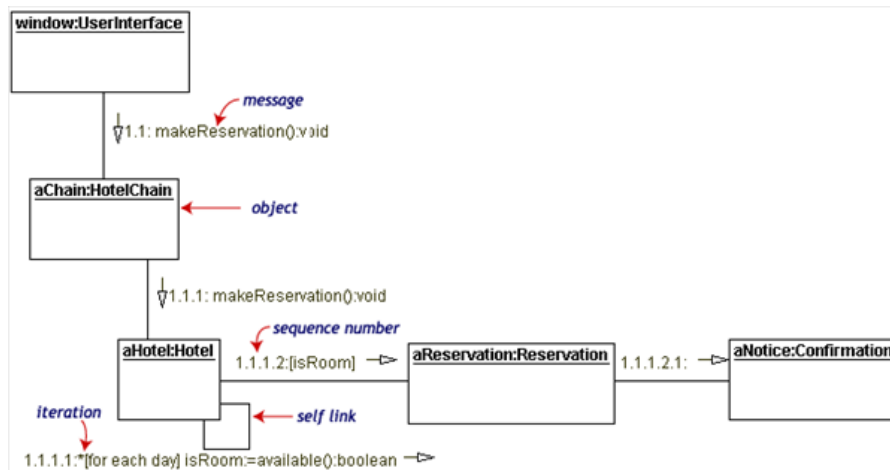 window:UserInterface
message
1.1: makeReservation():void
aChain:HotelChain
object
1.1.1: makeReservation():void
sequence number
aHotel:Hotel
1.1.1.2:[isRoom]
aReservation:Reservation
1.1.1.2.1:
aNotice:Confirmation
iteration
self link
1.1.1.1:*[for each day] isRoom:=available():boolean